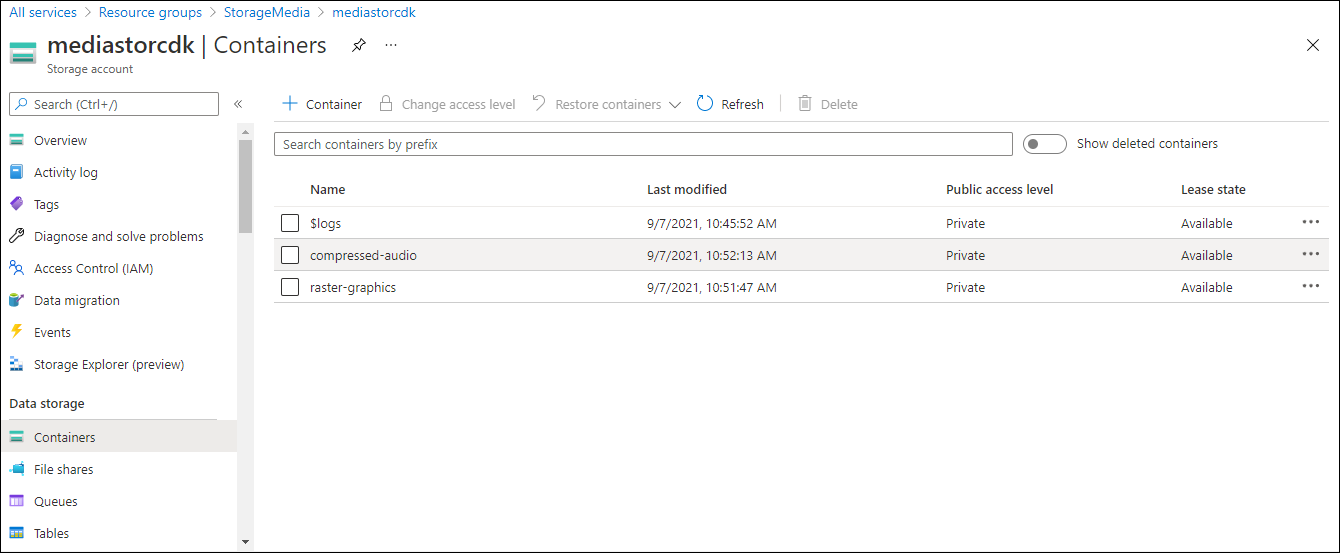 All services > Resource groups > StorageMedia > mediastorcdk
mediastorcdk | Containers ...
Storage account
Search (Ctrl+/) «
Overview
Activity log
Tags
Diagnose and solve problems
Access Control (IAM)
Data migration
Events
Storage Explorer (preview)
Data storage
Containers
File shares
Queues
Tables
+ Container Change access level Restore containers Refresh Delete
Search containers by prefix Show deleted containers
Name Last modified Public access level Lease state
$logs 9/7/2021, 10:45:52 AM Private Available ...
compressed-audio 9/7/2021, 10:52:13 AM Private Available ...
raster-graphics 9/7/2021, 10:51:47 AM Private Available ...